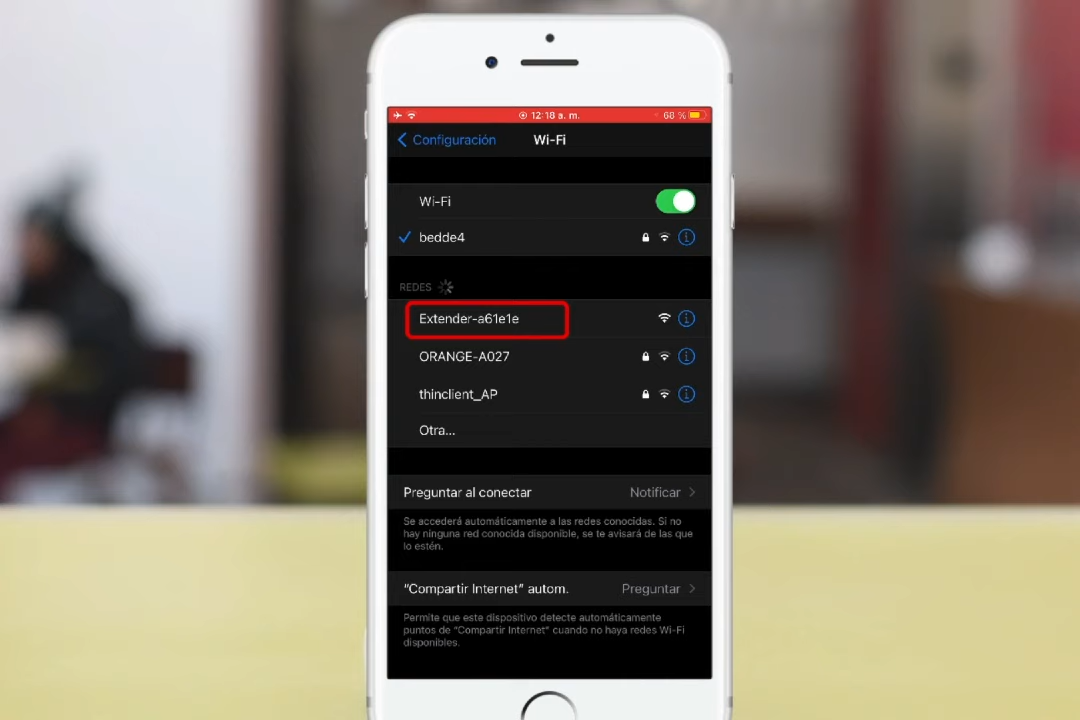 12:18 a. m.
68 %
Configuración
Wi-Fi
Wi-Fi
bedde4
REDES
Extender-a61e1e
ORANGE-A027
thinclient_AP
Otra...
Preguntar al conectar Notificar
Se accederá automáticamente a las redes conocidas. Si no
hay ninguna red conocida disponible, se te avisará de las que
lo estén.
“Compartir Internet” autom. Preguntar
Permite que este dispositivo detecte automáticamente
puntos de “Compartir Internet” cuando no haya redes Wi-Fi
disponibles.